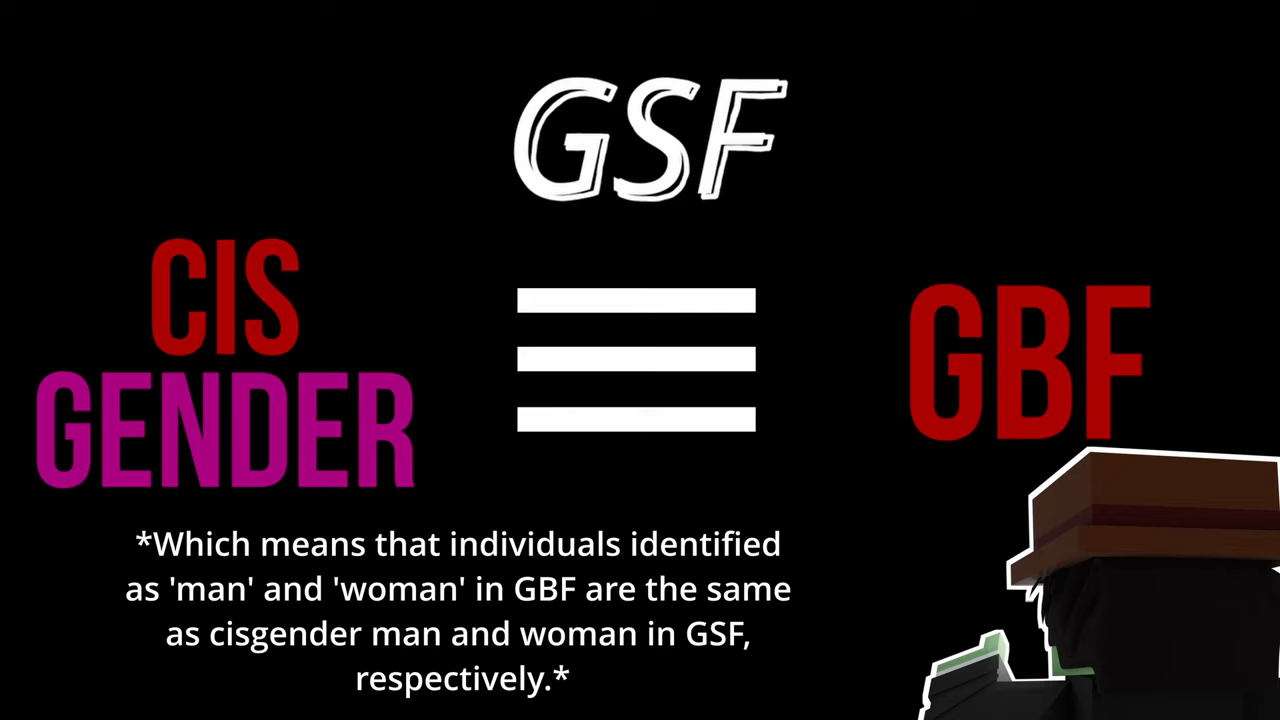 GSF
CIS
GENDER
GBF
*Which means that individuals identified
as 'man' and 'woman' in GBF are the same
as cisgender man and woman in GSF,
respectively.*